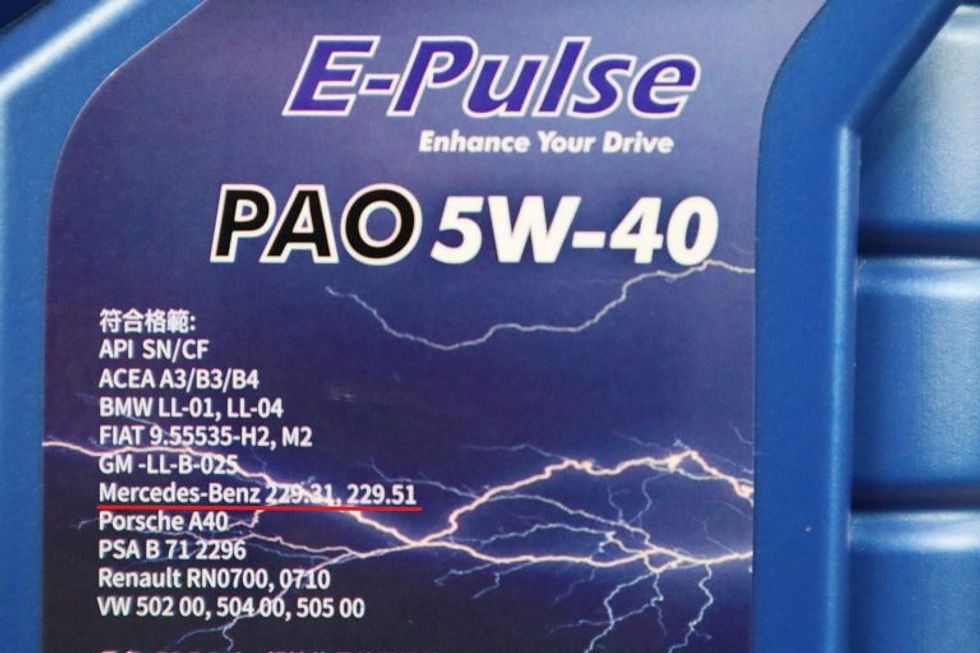 E-Pulse
Enhance Your Drive
PAO 5W-40
符合格範:
API SN/CF
ACEA A3/B3/B4
BMW LL-01, LL-04
FIAT 9.55535-H2, M2
GM -LL-B-025
Mercedes-Benz 229.31, 229.51
Porsche A40
PSA B 71 2296
Renault RN0700, 0710
VW 502 00, 504 00, 505 00